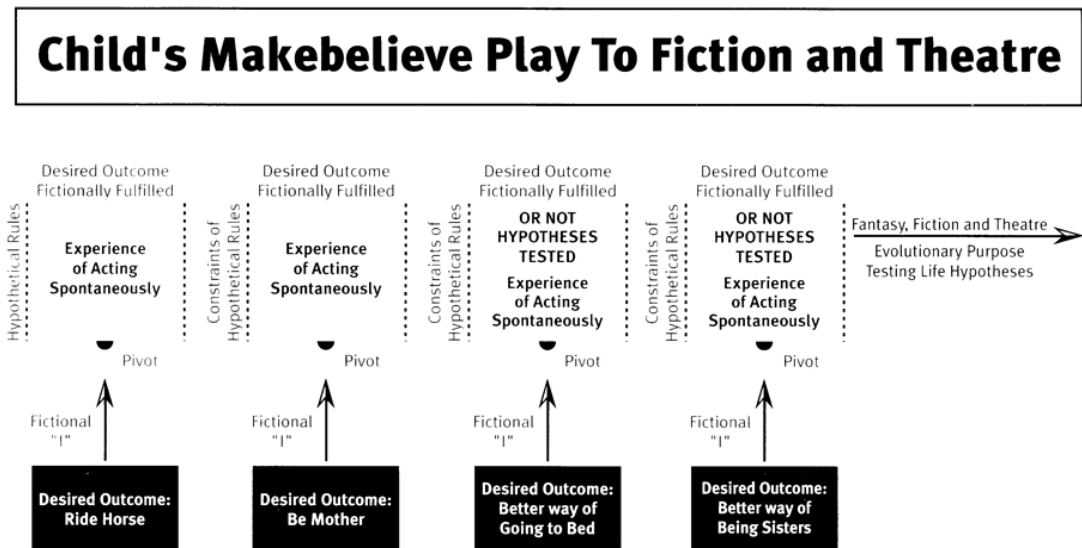 Child's Makebelieve Play To Fiction and Theatre
Desired Outcome
Fictionally Fulfilled
Hypothetical Rules
Experience
of Acting
Spontaneously
Pivot
Fictional
"I"
Desired Outcome:
Ride Horse
Desired Outcome
Fictionally Fulfilled
Constraints of
Hypothetical Rules
Experience
of Acting
Spontaneously
Pivot
Fictional
"I"
Desired Outcome:
Be Mother
Desired Outcome
Fictionally Fulfilled
Constraints of
Hypothetical Rules
OR NOT
HYPOTHESES
TESTED
Experience
of Acting
Spontaneously
Pivot
Fictional
"I"
Desired Outcome:
Better way of
Going to Bed
Desired Outcome
Fictionally Fulfilled
Constraints of
Hypothetical Rules
OR NOT
HYPOTHESES
TESTED
Experience
of Acting
Spontaneously
Pivot
Fictional
"I"
Desired Outcome:
Better way of
Being Sisters
Fantasy, Fiction and Theatre
Evolutionary Purpose
Testing Life Hypotheses